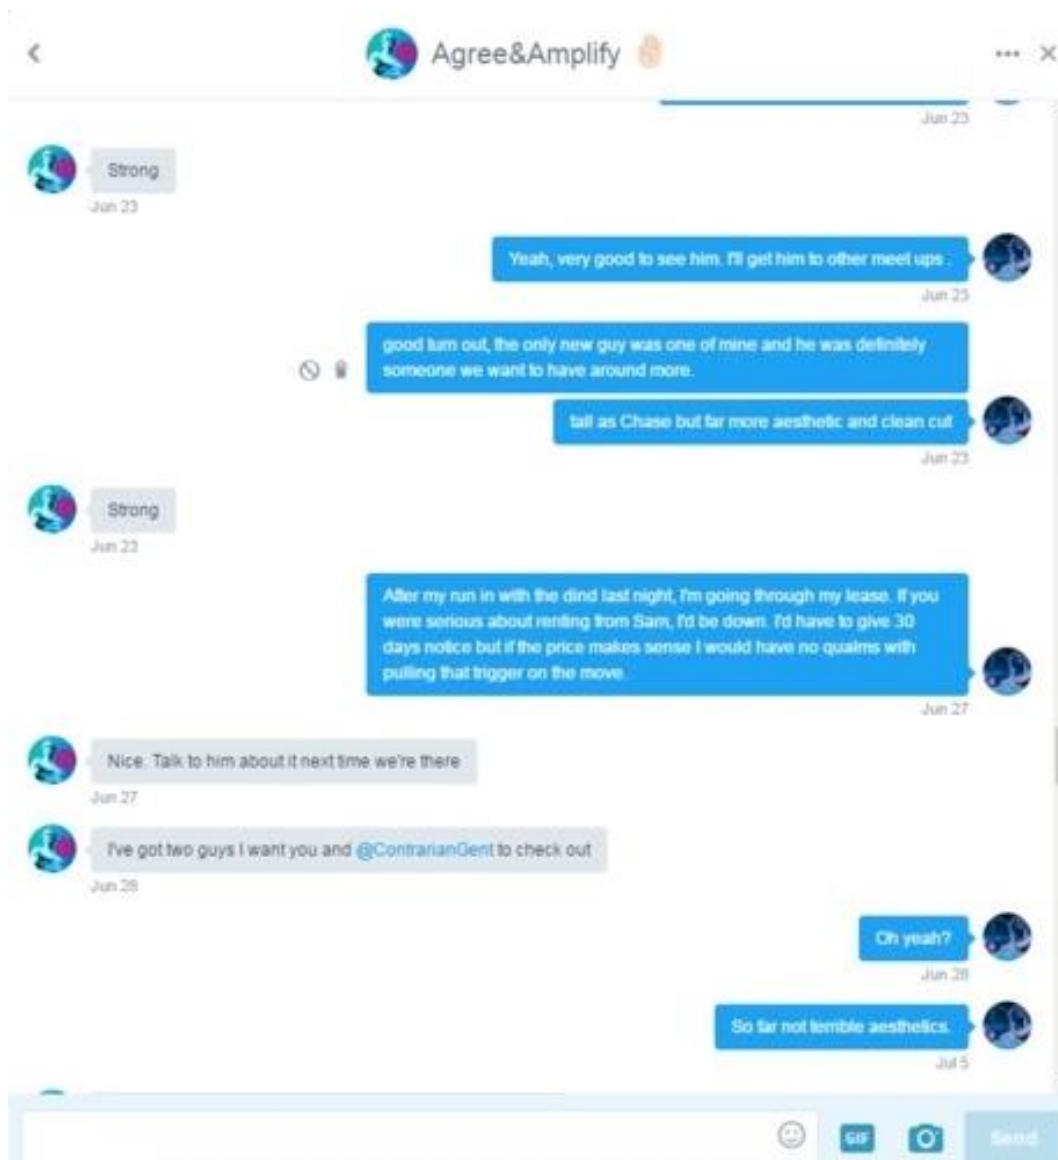 Agree&Amplify
Jun 23
Strong
Jun 23
Yeah, very good to see him. I'll get him to other meet ups .
Jun 23
good turn out, the only new guy was one of mine and he was definitely
someone we want to have around more.
tall as Chase but far more aesthetic and clean cut
Jun 23
Strong
Jun 23
After my run in with the dind last night, I'm going through my lease. If you
were serious about renting from Sam, I'd be down. I'd have to give 30
days notice but if the price makes sense I would have no qualms with
pulling that trigger on the move.
Jun 27
Nice. Talk to him about it next time we're there
Jun 27
I've got two guys I want you and @ContrarianGent to check out
Jun 28
Oh yeah?
Jun 28
So far not terrible aesthetics.
Jul 5
GIF
Send